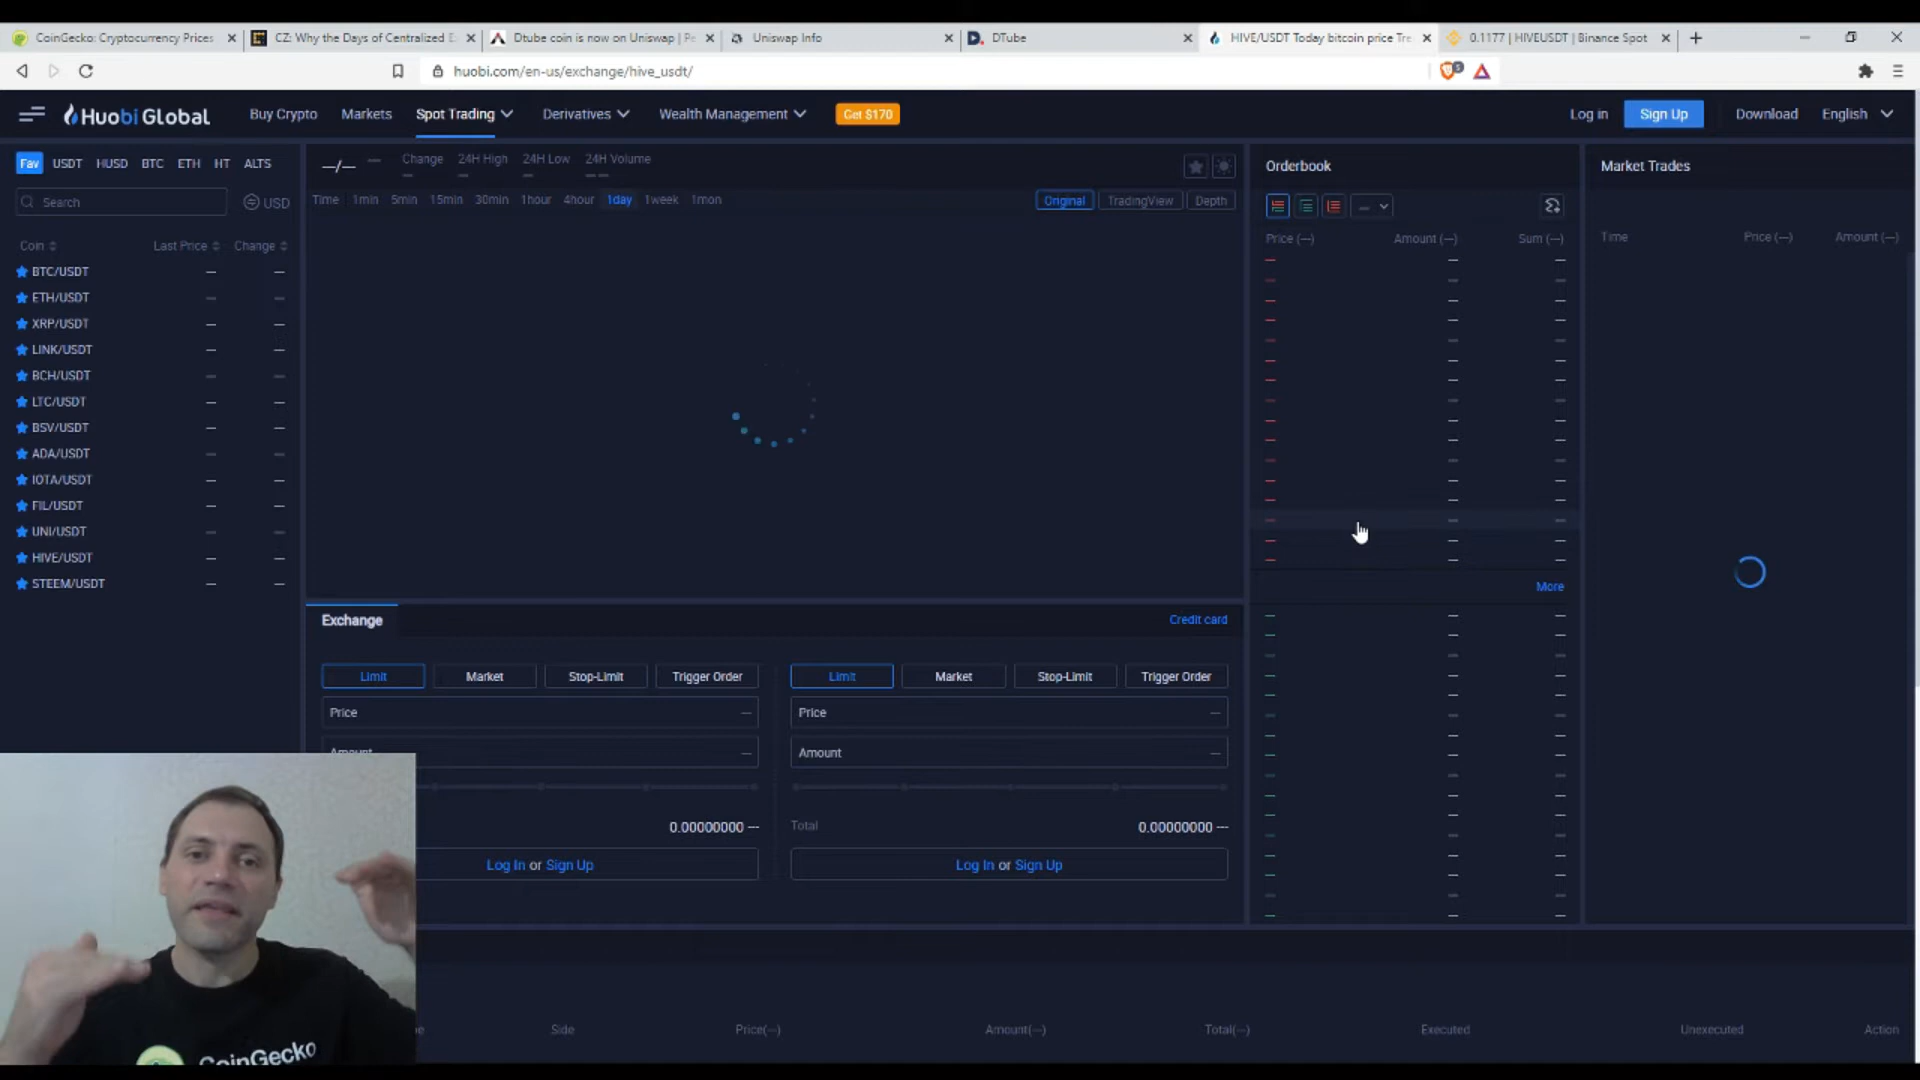 CoinGecko: Cryptocurrency Prices
CZ: Why the Days of Centralized E
Dtube coin is now on Uniswap | Pe
Uniswap Info
DTube
HIVE/USDT Today bitcoin price Tre
0.1177 | HIVEUSDT | Binance Spot
huobi.com/en-us/exchange/hive_usdt/
5
Huobi Global
Buy Crypto
Markets
Spot Trading
Derivatives
Wealth Management
Get $170
Log in
Sign Up
Download
English
Fav USDT HUSD BTC ETH HT ALTS
Search
USD
Coin Last Price Change
BTC/USDT — —
ETH/USDT — —
XRP/USDT — —
LINK/USDT — —
BCH/USDT — —
LTC/USDT — —
BSV/USDT — —
ADA/USDT — —
IOTA/USDT — —
FIL/USDT — —
UNI/USDT — —
HIVE/USDT — —
STEEM/USDT — —
—/— —
Change 24H High 24H Low 24H Volume
— — — — —
Time 1min 5min 15min 30min 1hour 4hour 1day 1week 1mon
Original TradingView Depth
Orderbook
Price (—) Amount (—) Sum (—)
More
Market Trades
Time Price (—) Amount (—)
Exchange
Credit card
Limit Market Stop-Limit Trigger Order
Price —
Amount —
0.00000000 —
Log In or Sign Up
Limit Market Stop-Limit Trigger Order
Price —
Amount —
Total 0.00000000 —
Log In or Sign Up
Side Price(—) Amount(—) Total(—) Executed Unexecuted Action
CoinGecko